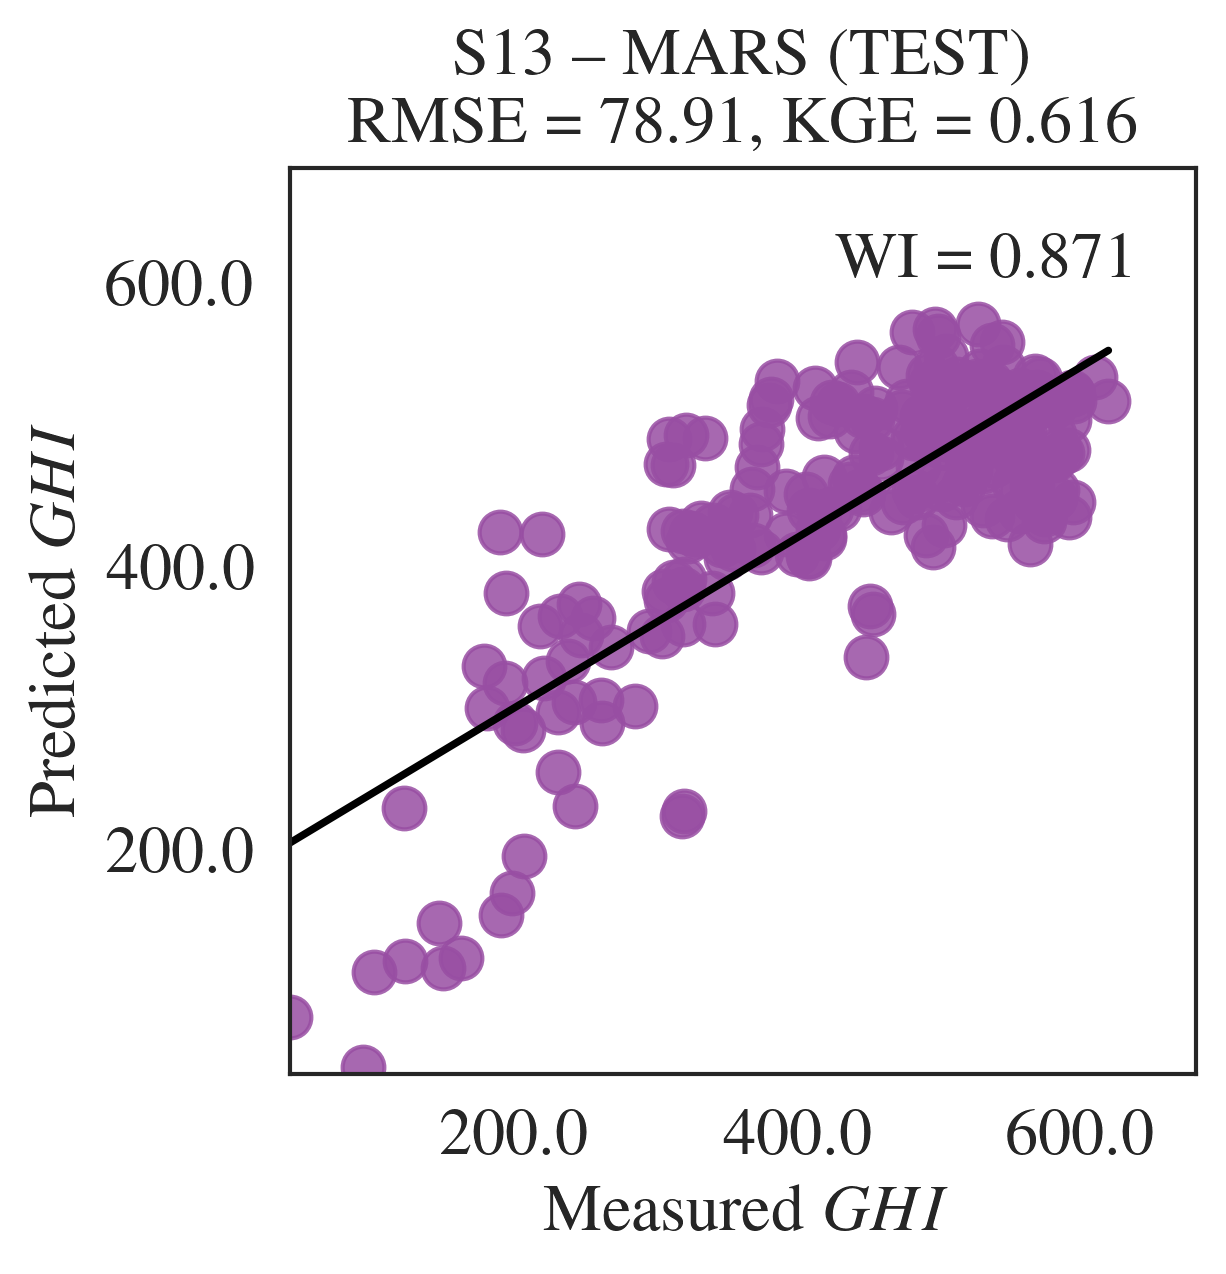 S13 – MARS (TEST)
RMSE = 78.91, KGE = 0.616
WI = 0.871
600.0
400.0
200.0
Predicted GHI
200.0 400.0 600.0
Measured GHI